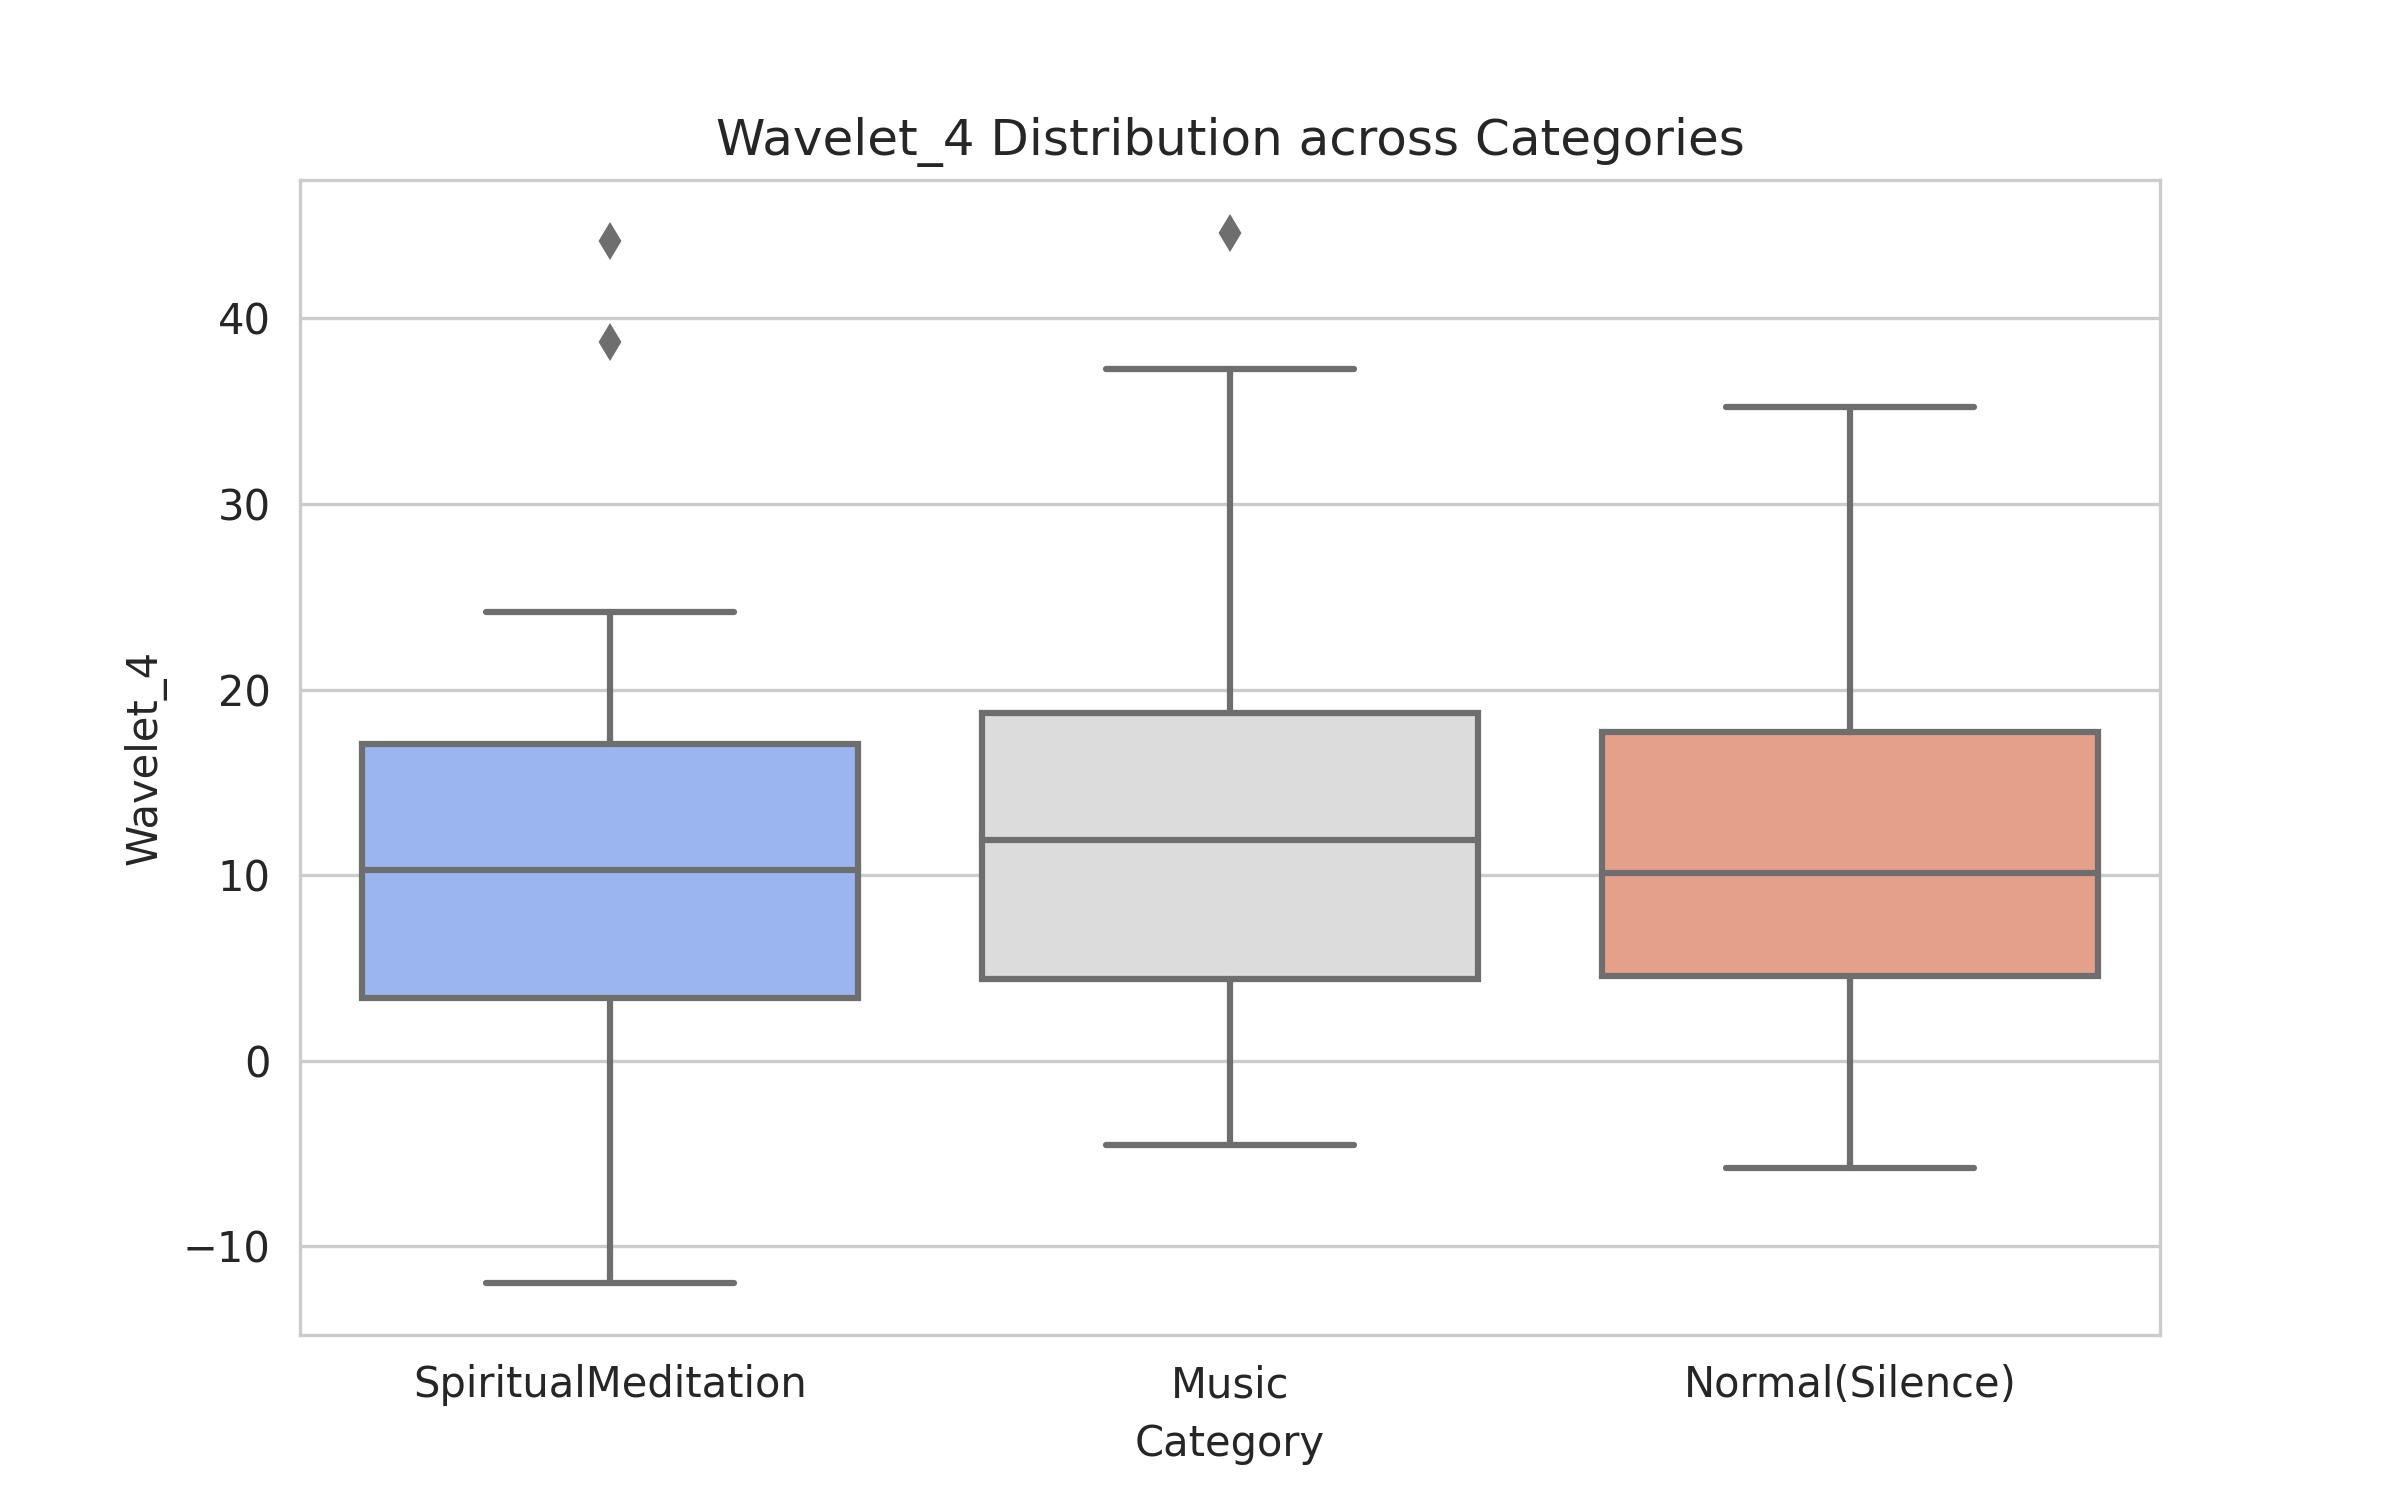 Wavelet_4 Distribution across Categories
Wavelet_4
40
30
20
10
0
−10
SpiritualMeditation
Music
Normal(Silence)
Category